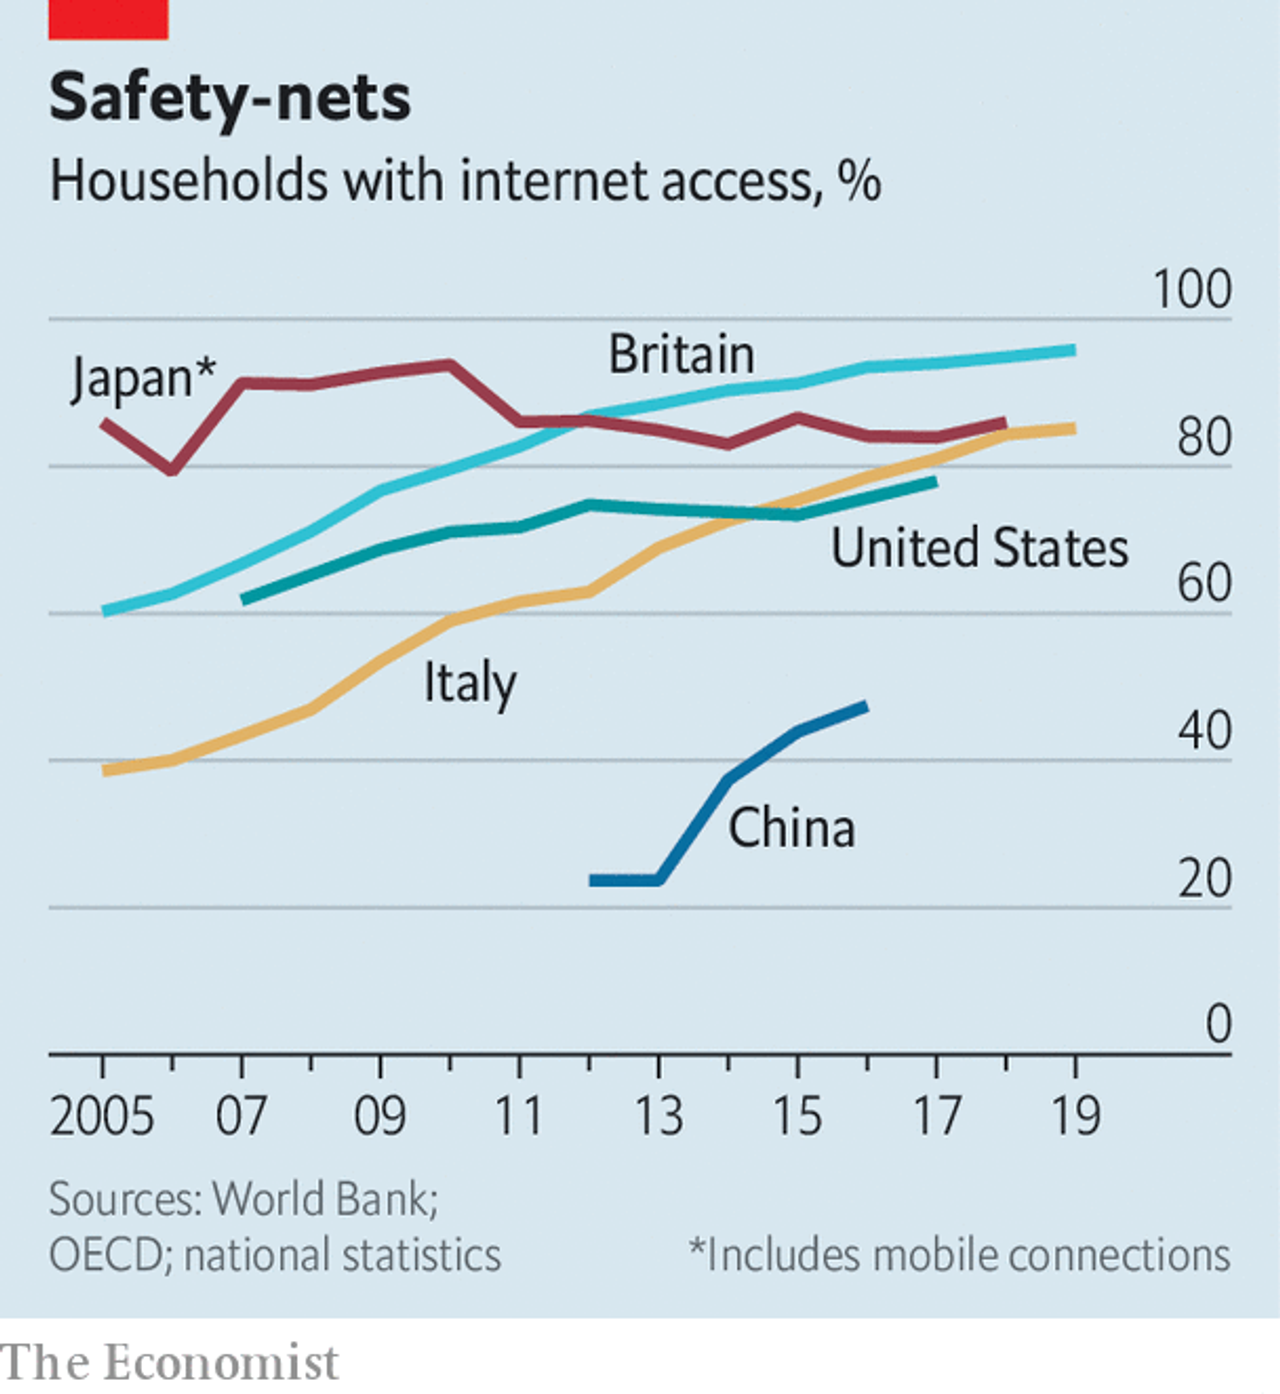 Safety-nets
Households with internet access, %
100
Japan*
Britain
80
United States
60
Italy
40
China
20
0
2005 07 09 11 13 15 17 19
Sources: World Bank;
OECD; national statistics
*Includes mobile connections
The Economist